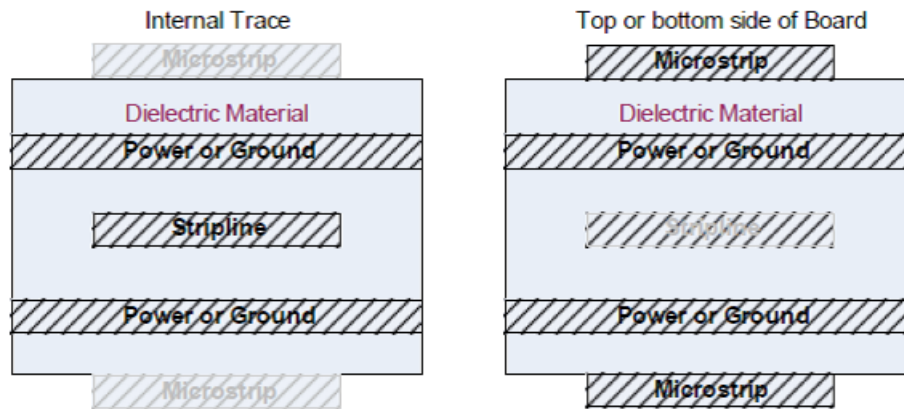 Internal Trace
Microstrip
Dielectric Material
Power or Ground
Stripline
Power or Ground
Microstrip
Top or bottom side of Board
Microstrip
Dielectric Material
Power or Ground
Stripline
Power or Ground
Microstrip